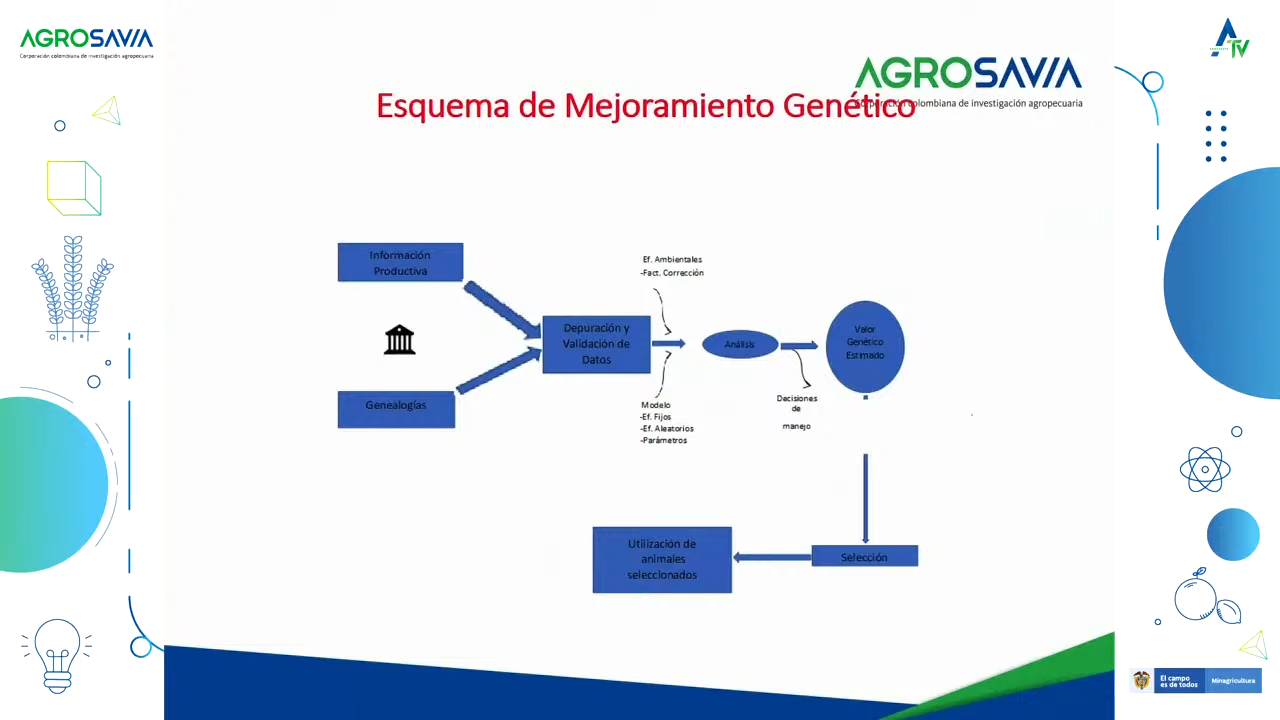 AGROSAVIA
Corporación colombiana de investigación agropecuaria
ATV
AGROSAVIA
Corporación colombiana de investigación agropecuaria
Esquema de Mejoramiento Genético
Información
Productiva
Genealogías
Depuración y
Validación de
Datos
Ef. Ambientales
-Fact. Corrección
Modelo
-Ef. Fijos
-Ef. Aleatorios
-Parámetros
Análisis
Decisiones
de
manejo
Valor
Genético
Estimado
Selección
Utilización de
animales
seleccionados
El campo
es de todos
Minagricultura